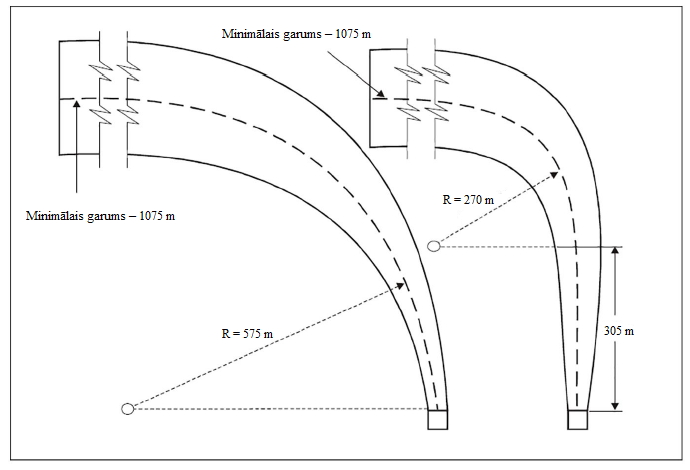 Minimālais garums – 1075 m
R = 270 m
Minimālais garums – 1075 m
R = 575 m
305 m